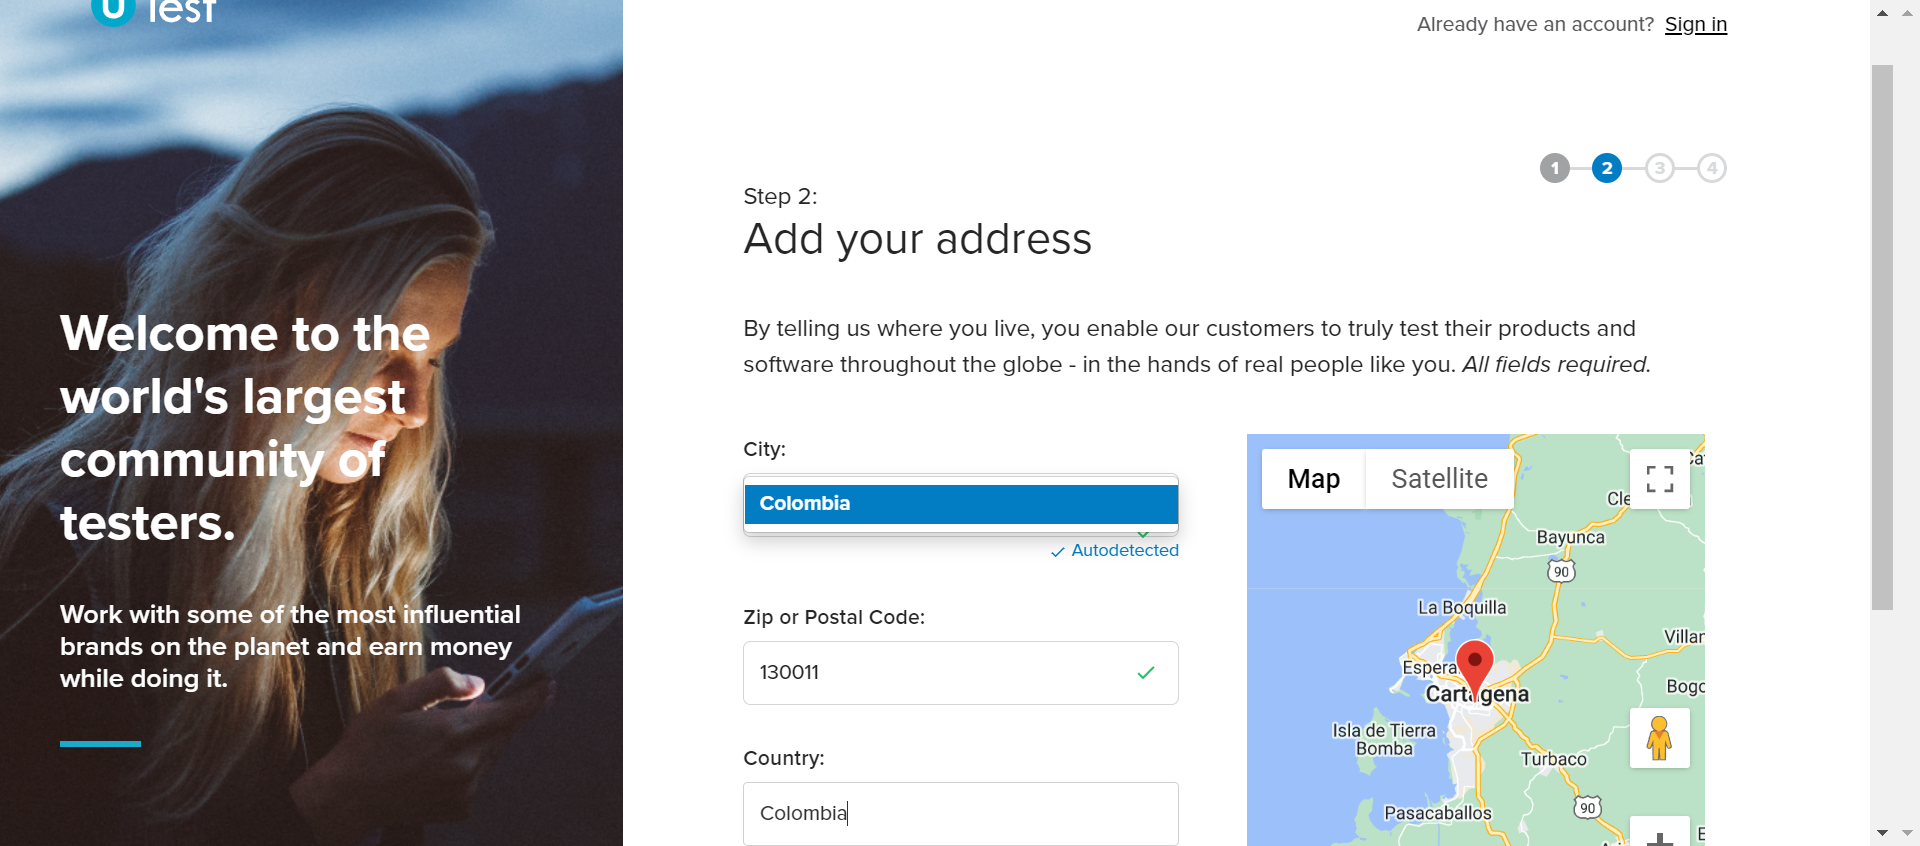 U Test
Already have an account? Sign in
1 2 3 4
Step 2:
Add your address
Welcome to the
world's largest
community of
testers.
Work with some of the most influential
brands on the planet and earn money
while doing it.
By telling us where you live, you enable our customers to truly test their products and
software throughout the globe - in the hands of real people like you. All fields required.
City:
Colombia
Autodetected
Zip or Postal Code:
130011
Country:
Colombia
Map Satellite
Bayunca
90
La Boquilla
Cartagena
Isla de Tierra
Bomba
Turbaco
90
Pasacaballos